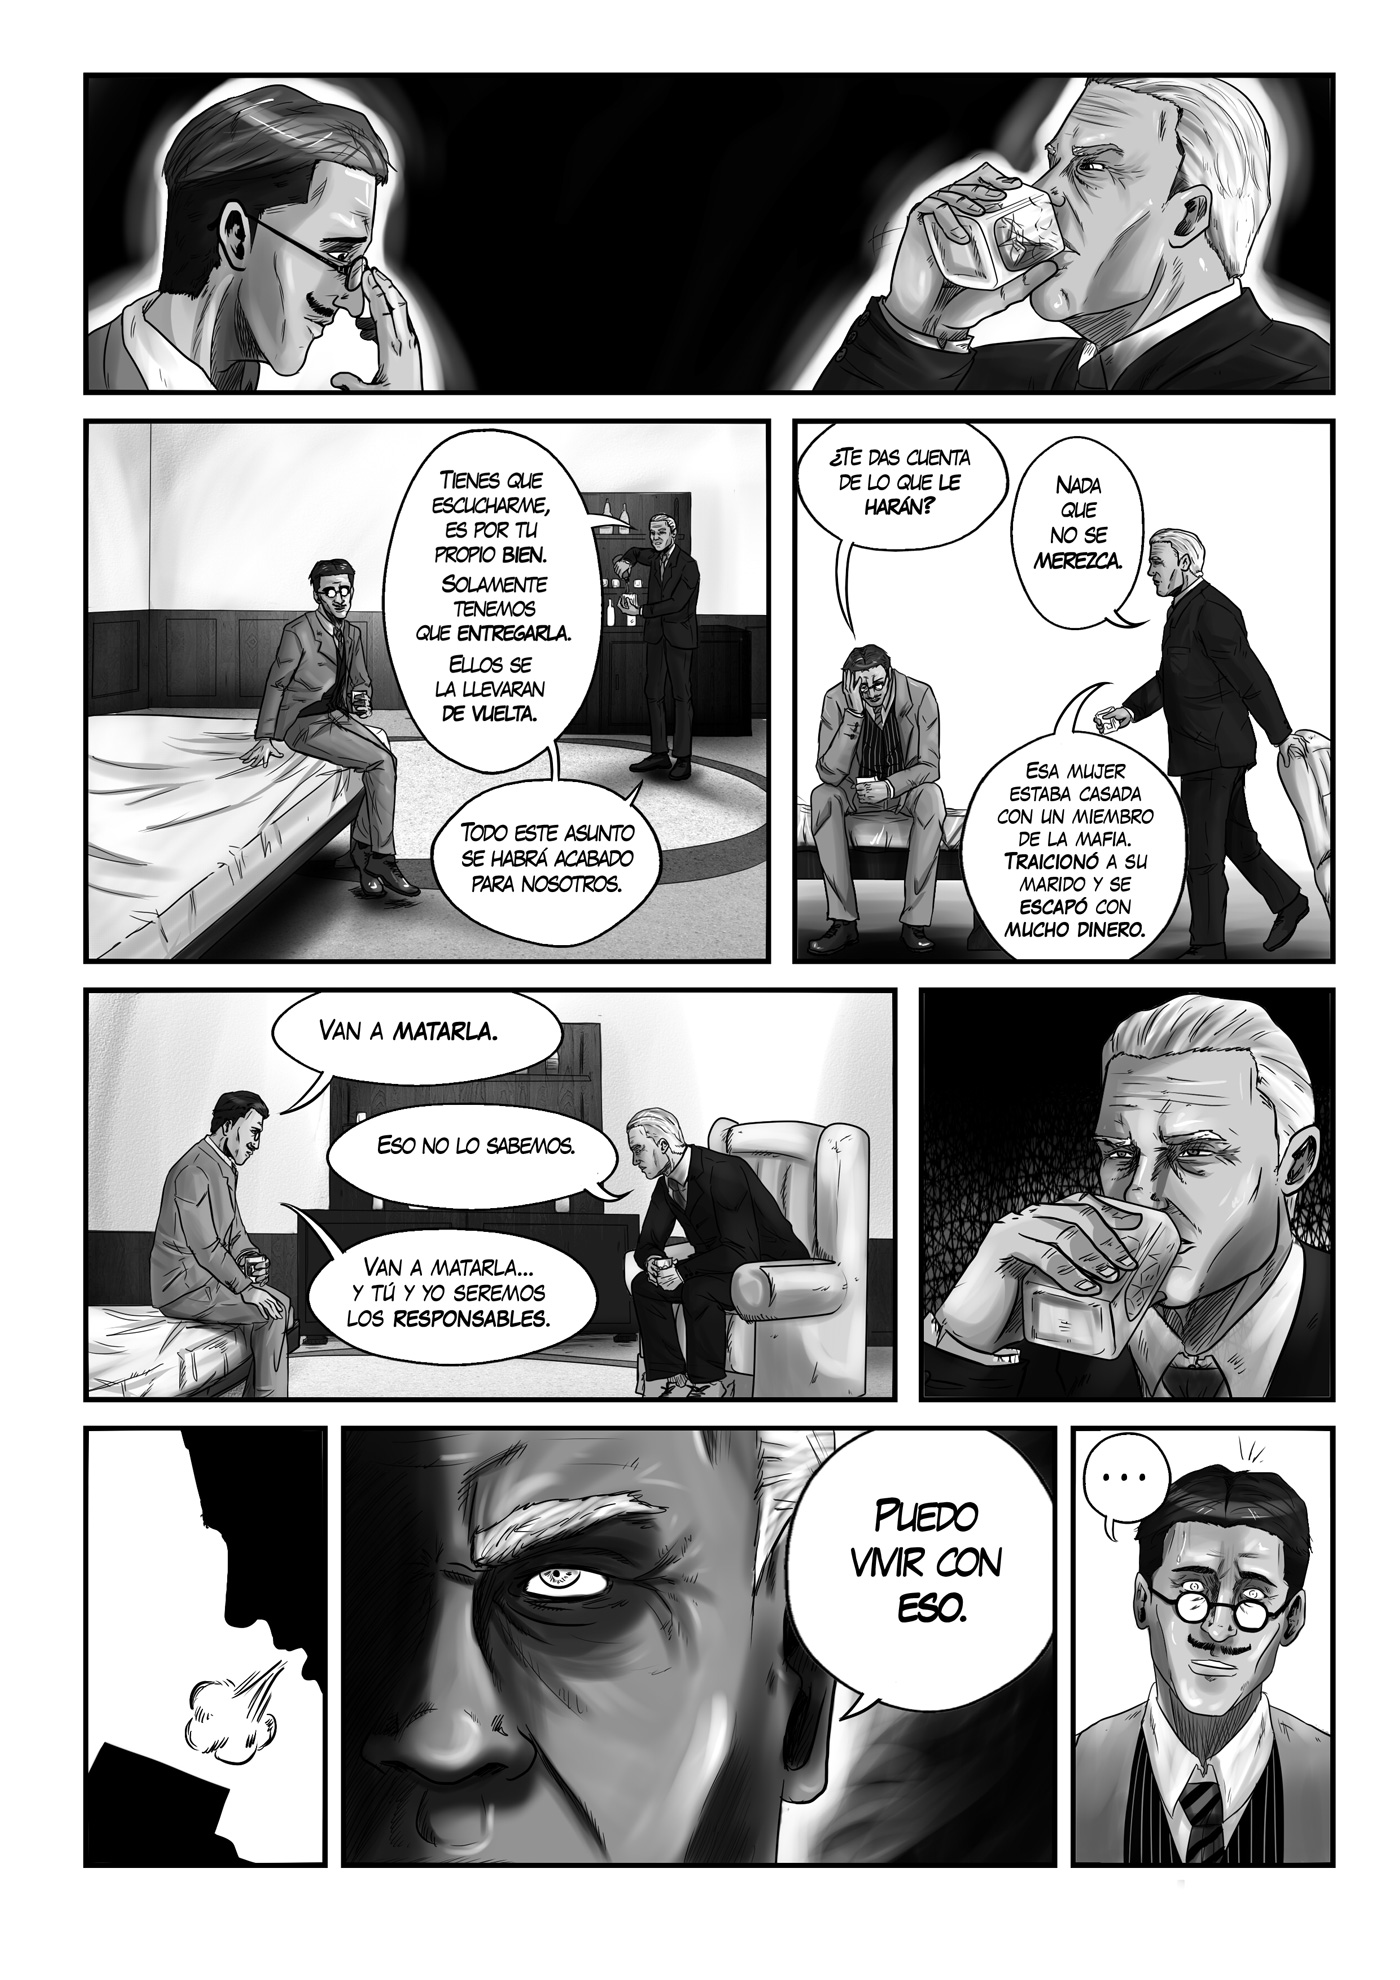 TIENES QUE
ESCUCHARME,
ES POR TU
PROPIO BIEN.
SOLAMENTE
TENEMOS
QUE ENTREGARLA.
ELLOS SE
LA LLEVARAN
DE VUELTA.
TODO ESTE ASUNTO
SE HABRÁ ACABADO
PARA NOSOTROS.
¿TE DAS CUENTA
DE LO QUE LE
HARÁN?
NADA
QUE
NO SE
MEREZCA.
ESA MUJER
ESTABA CASADA
CON UN MIEMBRO
DE LA MAFIA.
TRAICIONÓ A SU
MARIDO Y SE
ESCAPÓ CON
MUCHO DINERO.
VAN A MATARLA.
ESO NO LO SABEMOS.
VAN A MATARLA...
Y TÚ Y YO SEREMOS
LOS RESPONSABLES.
PUEDO
VIVIR CON
ESO.
...